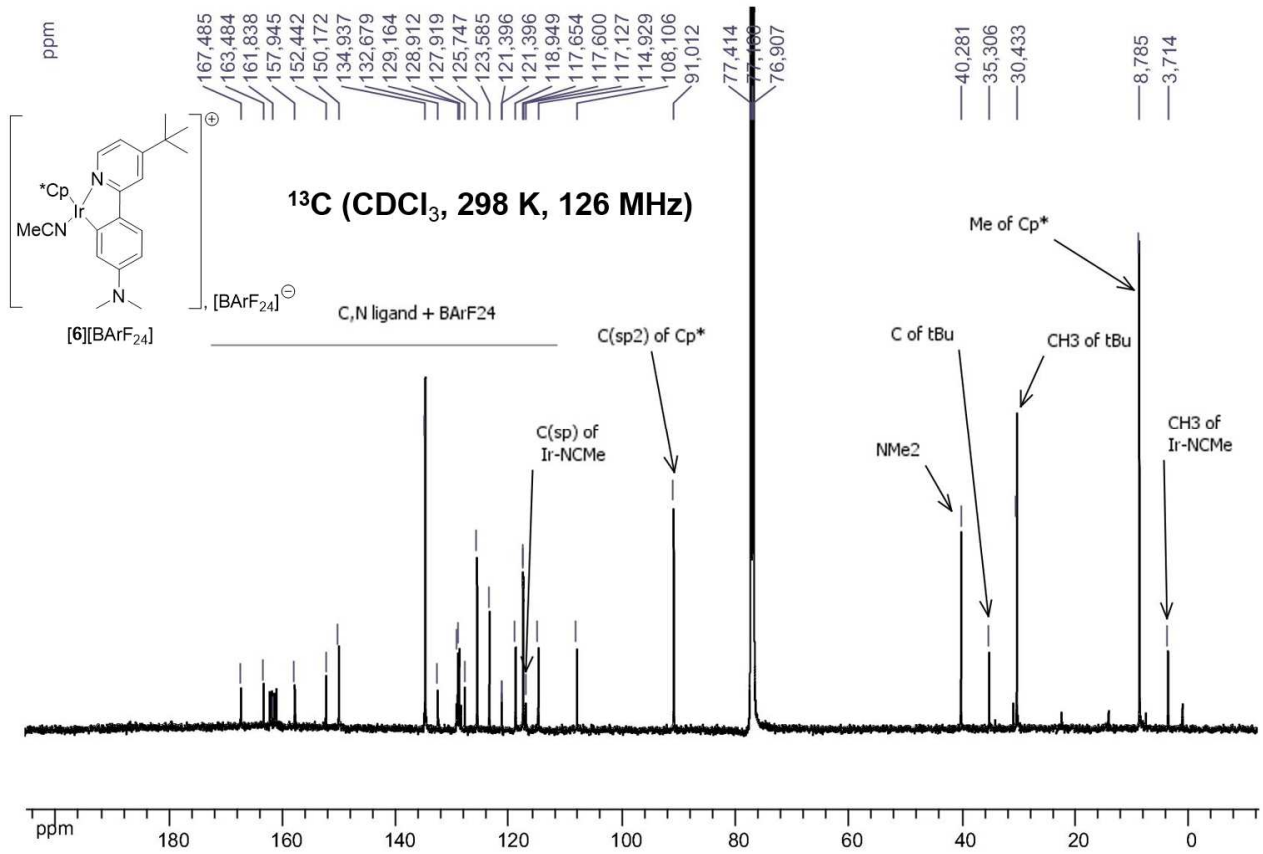 ppm
167,485
163,484
161,838
157,945
152,442
150,172
134,937
132,679
129,164
128,912
127,919
125,747
123,585
121,396
121,396
118,949
117,654
117,600
117,127
114,929
108,106
91,012
77,414
77,160
76,907
40,281
35,306
30,433
8,785
3,714
⊕
*Cp
N
Ir
MeCN
N
, [BArF24]⊖
[6][BArF24]
13C (CDCl3, 298 K, 126 MHz)
C,N ligand + BArF24
C(sp) of
Ir-NCMe
C(sp2) of Cp*
NMe2
C of tBu
Me of Cp*
CH3 of tBu
CH3 of
Ir-NCMe
ppm 180 160 140 120 100 80 60 40 20 0